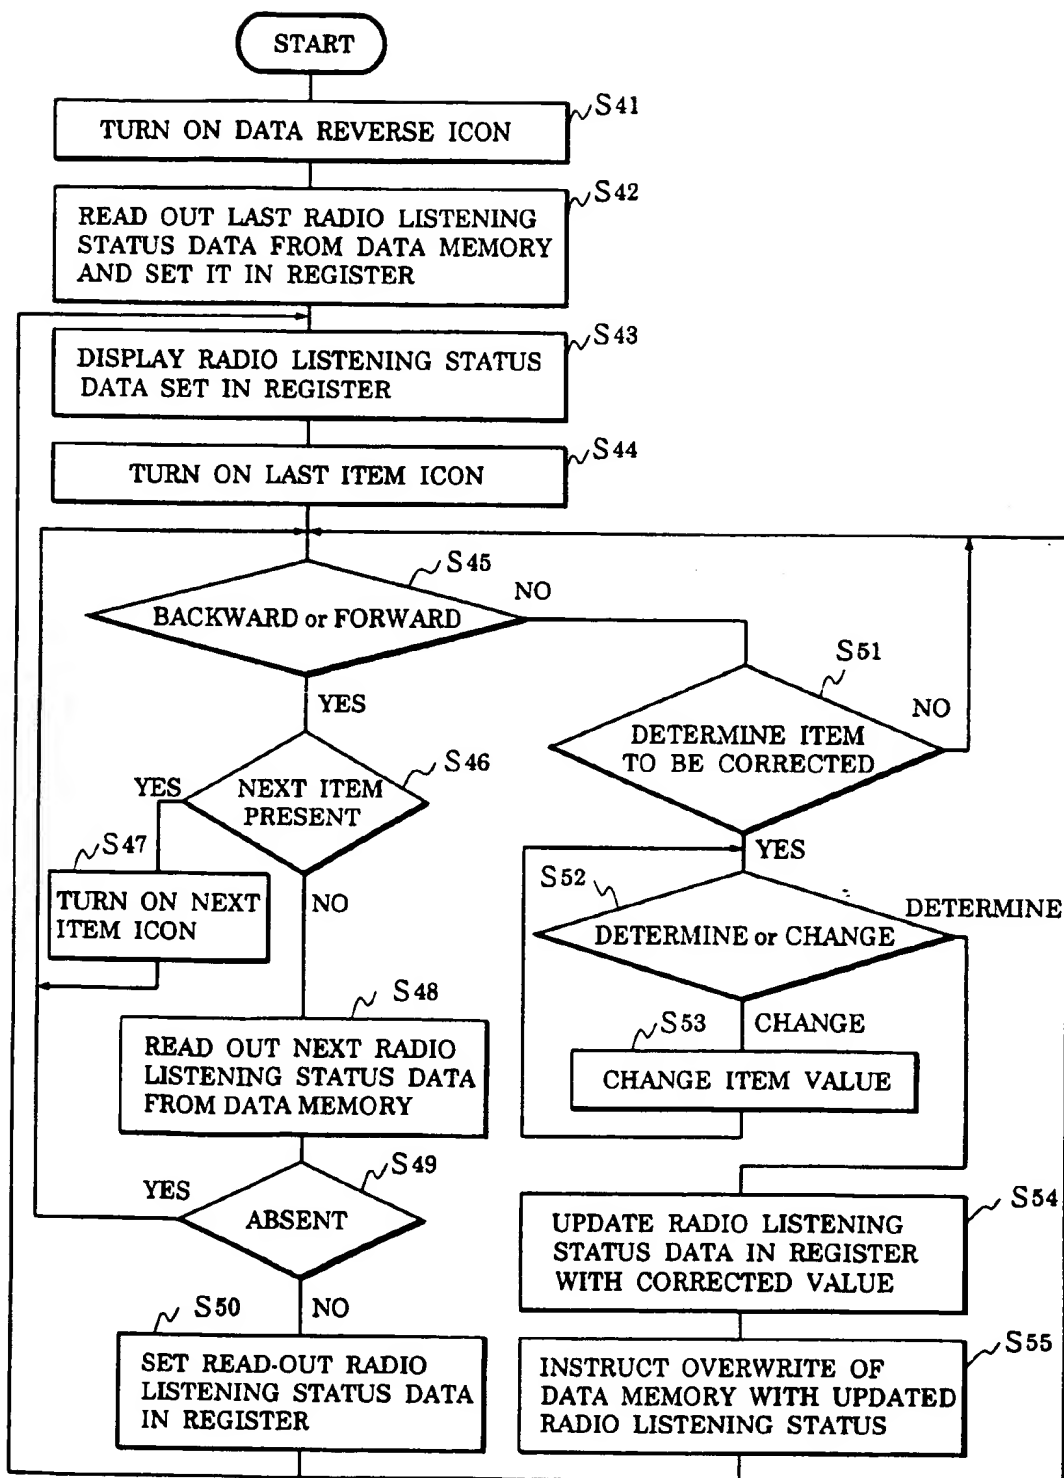 START
S41
TURN ON DATA REVERSE ICON
S42
READ OUT LAST RADIO LISTENING
STATUS DATA FROM DATA MEMORY
AND SET IT IN REGISTER
S43
DISPLAY RADIO LISTENING STATUS
DATA SET IN REGISTER
S44
TURN ON LAST ITEM ICON
S45
NO
BACKWARD or FORWARD
YES
S51
NO
DETERMINE ITEM
TO BE CORRECTED
YES
S46
YES
NEXT ITEM
PRESENT
NO
S47
TURN ON NEXT
ITEM ICON
S52
DETERMINE
DETERMINE or CHANGE
CHANGE
S53
CHANGE ITEM VALUE
S48
READ OUT NEXT RADIO
LISTENING STATUS DATA
FROM DATA MEMORY
S49
YES
ABSENT
NO
S50
SET READ-OUT RADIO
LISTENING STATUS DATA
IN REGISTER
S54
UPDATE RADIO LISTENING
STATUS DATA IN REGISTER
WITH CORRECTED VALUE
S55
INSTRUCT OVERWRITE OF
DATA MEMORY WITH UPDATED
RADIO LISTENING STATUS